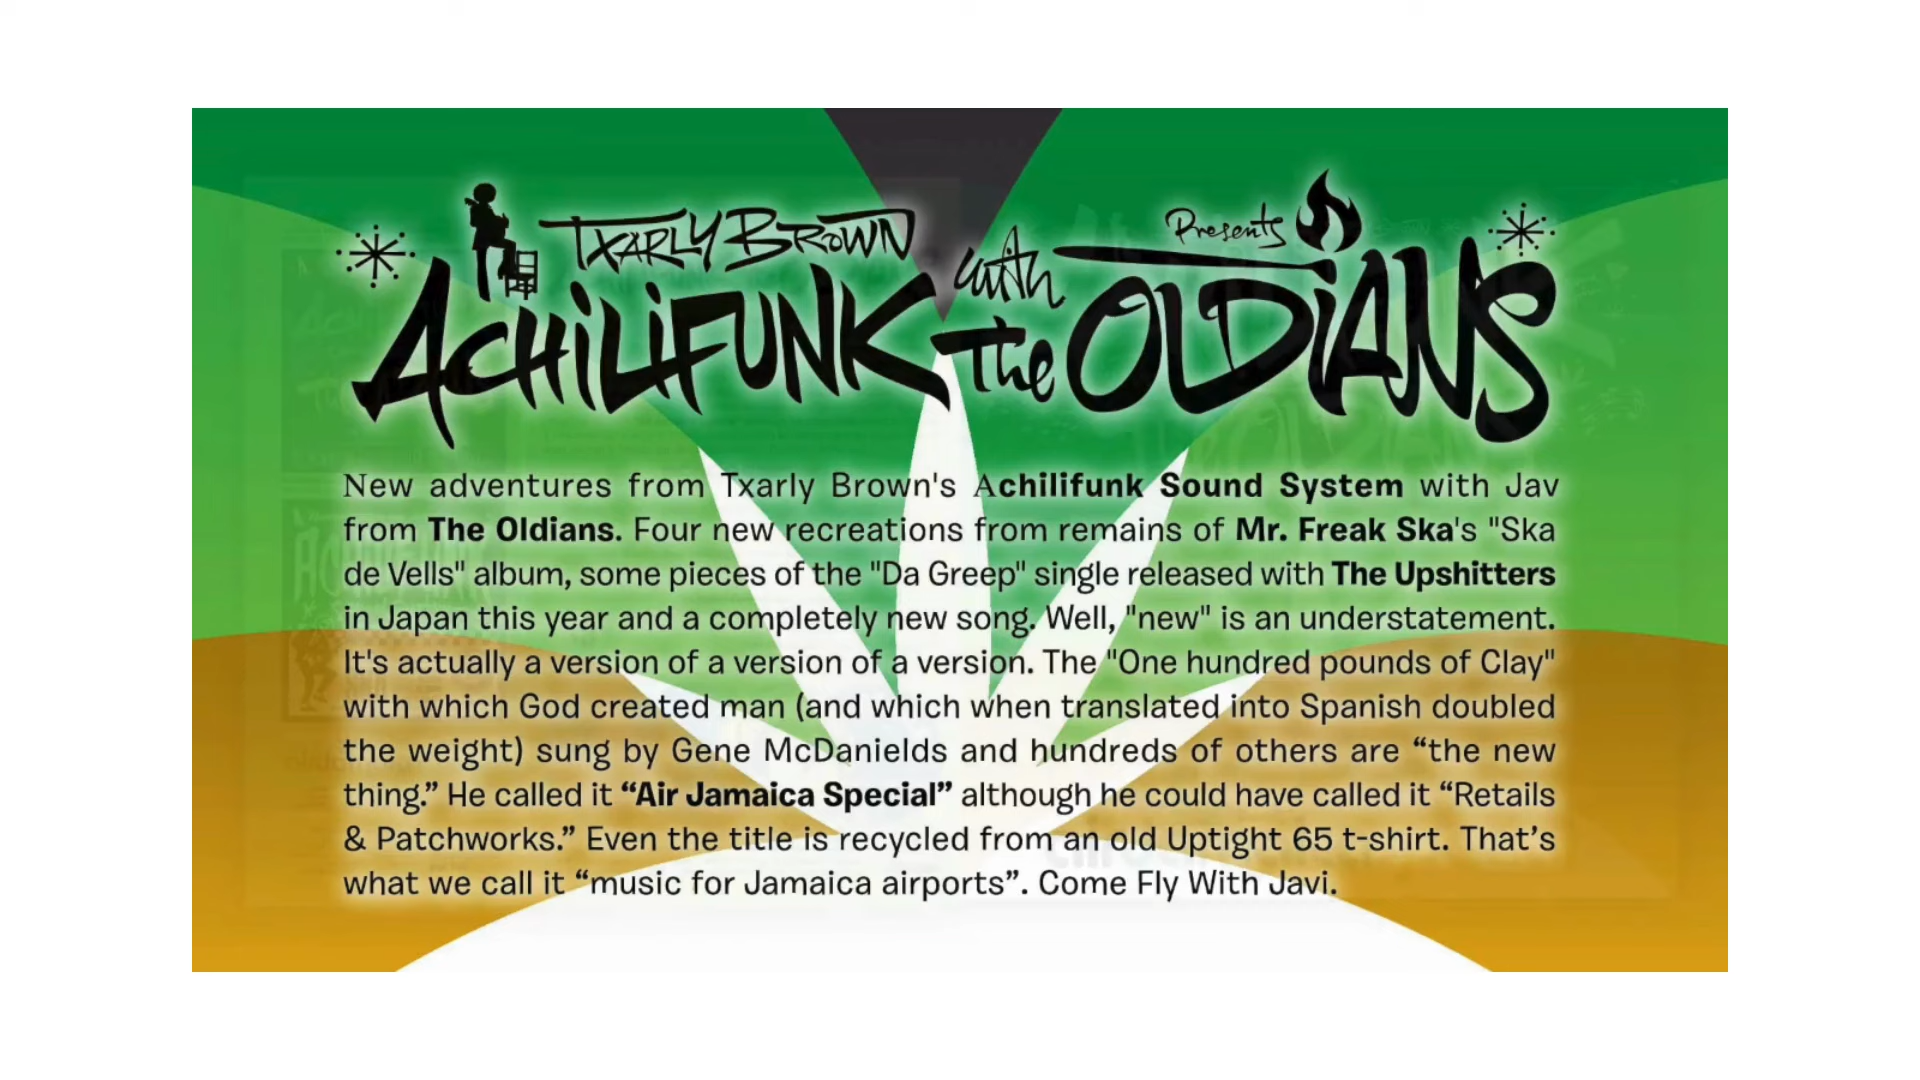 Txarly Brown Presents
Achilifunk with The Oldians
New adventures from Txarly Brown's Achilifunk Sound System with Jav
from The Oldians. Four new recreations from remains of Mr. Freak Ska's "Ska
de Vells" album, some pieces of the "Da Greep" single released with The Upshitters
in Japan this year and a completely new song. Well, "new" is an understatement.
It's actually a version of a version of a version. The "One hundred pounds of Clay"
with which God created man (and which when translated into Spanish doubled
the weight) sung by Gene McDanields and hundreds of others are “the new
thing.” He called it “Air Jamaica Special” although he could have called it “Retails
& Patchworks.” Even the title is recycled from an old Uptight 65 t-shirt. That’s
what we call it “music for Jamaica airports”. Come Fly With Javi.